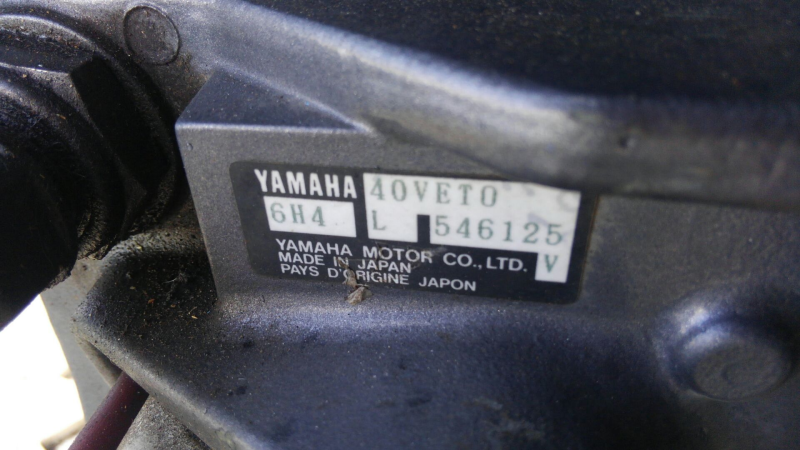 YAMAHA 40VETO
6H4 L 546125
YAMAHA MOTOR CO., LTD. V
MADE IN JAPAN
PAYS D'ORIGINE JAPON